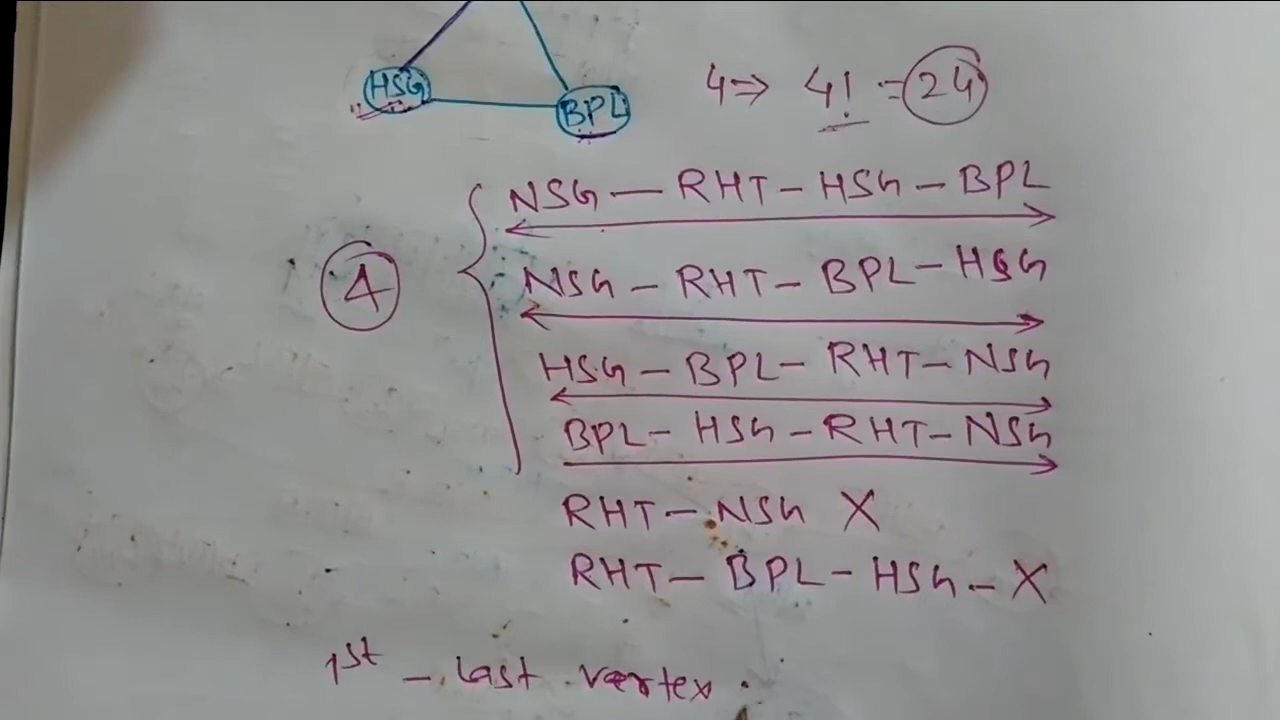 HSG
BPL
4 ⇒ 4! = 24
NSG — RHT – HSG – BPL
4
NSG – RHT – BPL – HSG
HSG – BPL – RHT – NSG
BPL – HSG – RHT – NSG
RHT – NSG X
RHT – BPL – HSG – X
1st – Last vertex .